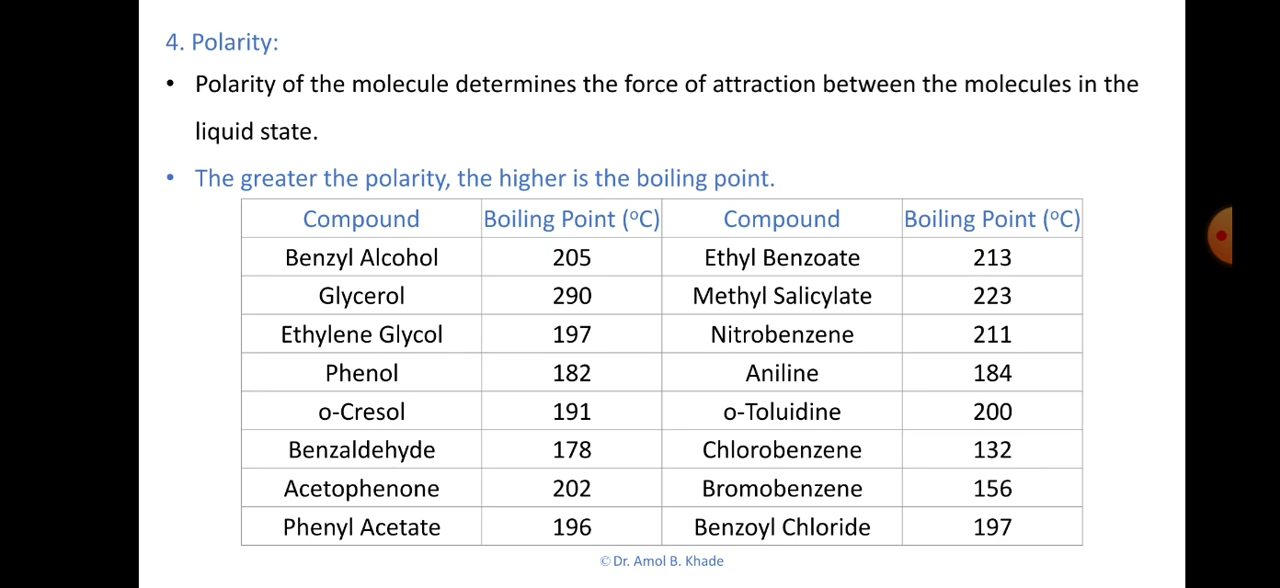 4. Polarity:
• Polarity of the molecule determines the force of attraction between the molecules in the
liquid state.
• The greater the polarity, the higher is the boiling point.
Compound Boiling Point (°C) Compound Boiling Point (°C)
Benzyl Alcohol 205 Ethyl Benzoate 213
Glycerol 290 Methyl Salicylate 223
Ethylene Glycol 197 Nitrobenzene 211
Phenol 182 Aniline 184
o-Cresol 191 o-Toluidine 200
Benzaldehyde 178 Chlorobenzene 132
Acetophenone 202 Bromobenzene 156
Phenyl Acetate 196 Benzoyl Chloride 197
© Dr. Amol B. Khade